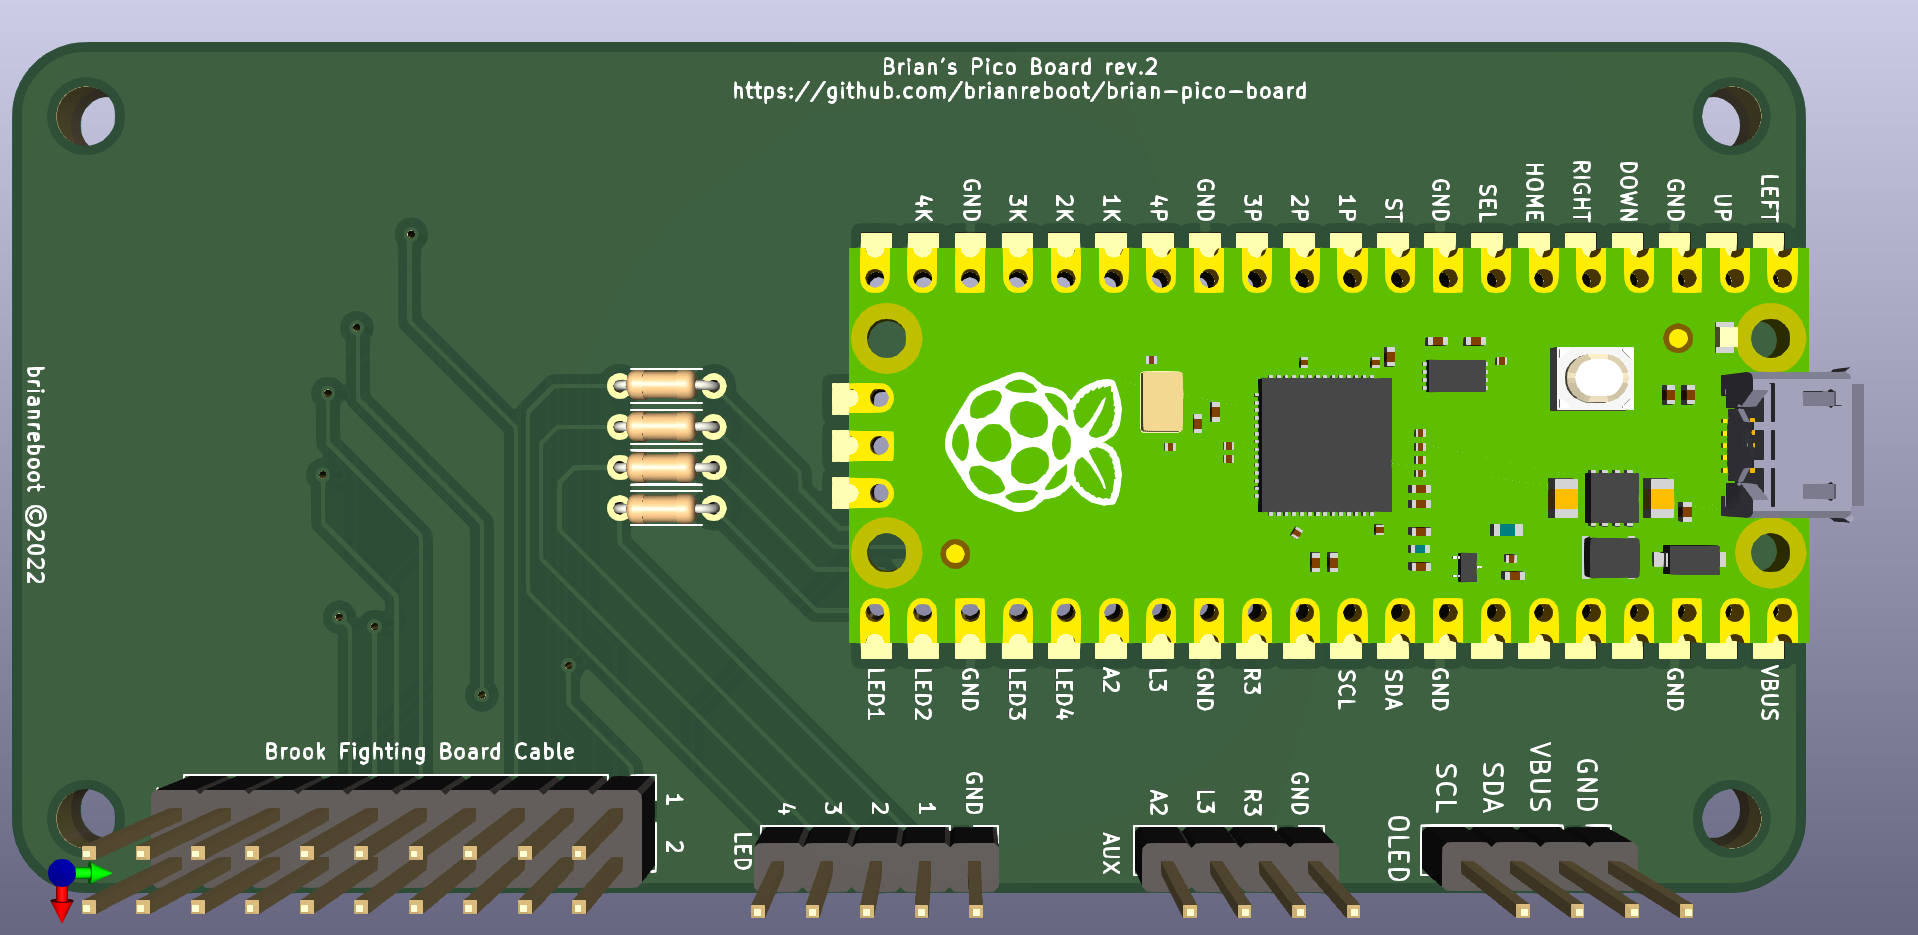 Brian's Pico Board rev.2
https://github.com/brianreboot/brian-pico-board
4K
GND
3K
2K
1K
4P
GND
3P
2P
1P
ST
GND
SEL
HOME
RIGHT
DOWN
GND
UP
LEFT
brianreboot ©2022
LED1
LED2
GND
LED3
LED4
A2
L3
GND
R3
SCL
SDA
GND
GND
VBUS
Brook Fighting Board Cable
1
2
LED
4
3
2
1
GND
AUX
A2
L3
R3
GND
OLED
SCL
SDA
VBUS
GND